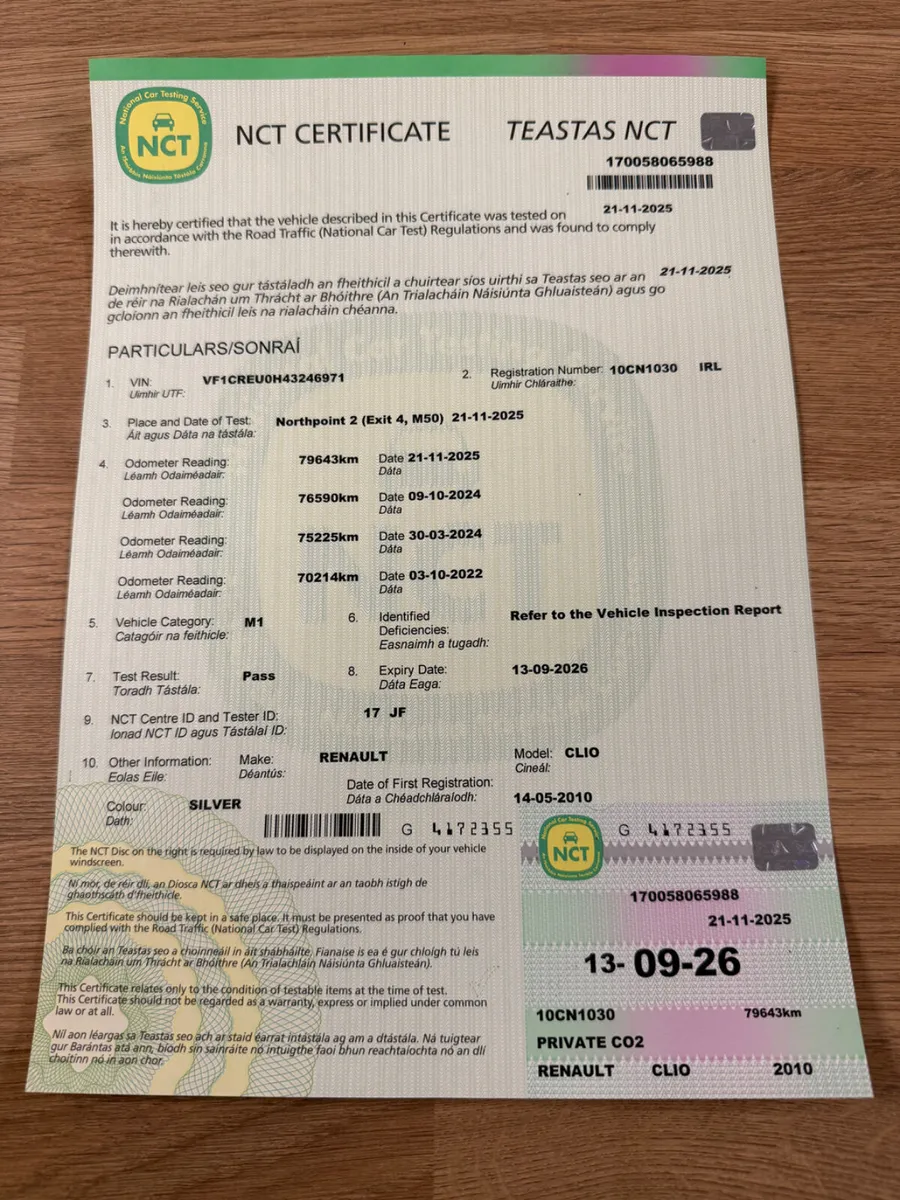 National Car Testing Service
NCT
An tSeirbhís Náisiúnta Tástála Carranna
NCT CERTIFICATE
TEASTAS NCT
170058065988
It is hereby certified that the vehicle described in this Certificate was tested on 21-11-2025
in accordance with the Road Traffic (National Car Test) Regulations and was found to comply
therewith.
Deimhnítear leis seo gur tástáladh an fheithicil a chuirtear síos uirthi sa Teastas seo ar an 21-11-2025
de réir na Rialachán um Thrácht ar Bhóithre (An Trialacháin Náisiúnta Ghluaisteán) agus go
gcloíonn an fheithicil leis na rialacháin chéanna.
PARTICULARS/SONRAÍ
1. VIN: VF1CREU0H43246971
Uimhir UTF:
2. Registration Number: 10CN1030 IRL
Uimhir Chláraithe:
3. Place and Date of Test: Northpoint 2 (Exit 4, M50) 21-11-2025
Áit agus Dáta na tástála:
4. Odometer Reading: 79643km Date 21-11-2025
Léamh Odaiméadair: Dáta
Odometer Reading: 76590km Date 09-10-2024
Léamh Odaiméadair: Dáta
Odometer Reading: 75225km Date 30-03-2024
Léamh Odaiméadair: Dáta
Odometer Reading: 70214km Date 03-10-2022
Léamh Odaiméadair: Dáta
5. Vehicle Category: M1
Catagóir na feithicle:
6. Identified Refer to the Vehicle Inspection Report
Deficiencies:
Easnaimh a tugadh:
7. Test Result: Pass
Toradh Tástála:
8. Expiry Date: 13-09-2026
Dáta Eaga:
9. NCT Centre ID and Tester ID: 17 JF
Ionad NCT ID agus Tástálaí ID:
10. Other Information: Make: RENAULT Model: CLIO
Eolas Eile: Déantús: Cineál:
Date of First Registration: 14-05-2010
Dáta a Chéadchláraíodh:
Colour: SILVER
Dath:
G 4172355
The NCT Disc on the right is required by law to be displayed on the inside of your vehicle
windscreen.
Ní mór, de réir dlí, an Diosca NCT ar dheis a thaispeáint ar an taobh istigh de
ghaothscáth d'fheithicle.
This Certificate should be kept in a safe place. It must be presented as proof that you have
complied with the Road Traffic (National Car Test) Regulations.
Ba chóir an Teastas seo a choinneáil in áit shábháilte. Fianaise is ea é gur chloígh tú leis
na Rialacháin um Thrácht ar Bhóithre (An Trialachlaín Náisiúnta Ghluaisteán).
This Certificate relates only to the condition of testable items at the time of test.
This Certificate should not be regarded as a warranty, express or implied under common
law or at all.
Níl aon léargas sa Teastas seo ach ar staid éarraí intástála ag am a dtástála. Ná tuigtear
gur Barántas atá ann, bíodh sin sainráite nó intuigthe faoi bhun reachtaíochta nó an dlí
choitinn nó in aon chor.
National Car Testing Service
NCT
G 4172355
170058065988
21-11-2025
13-09-26
10CN1030 79643km
PRIVATE CO2
RENAULT CLIO 2010